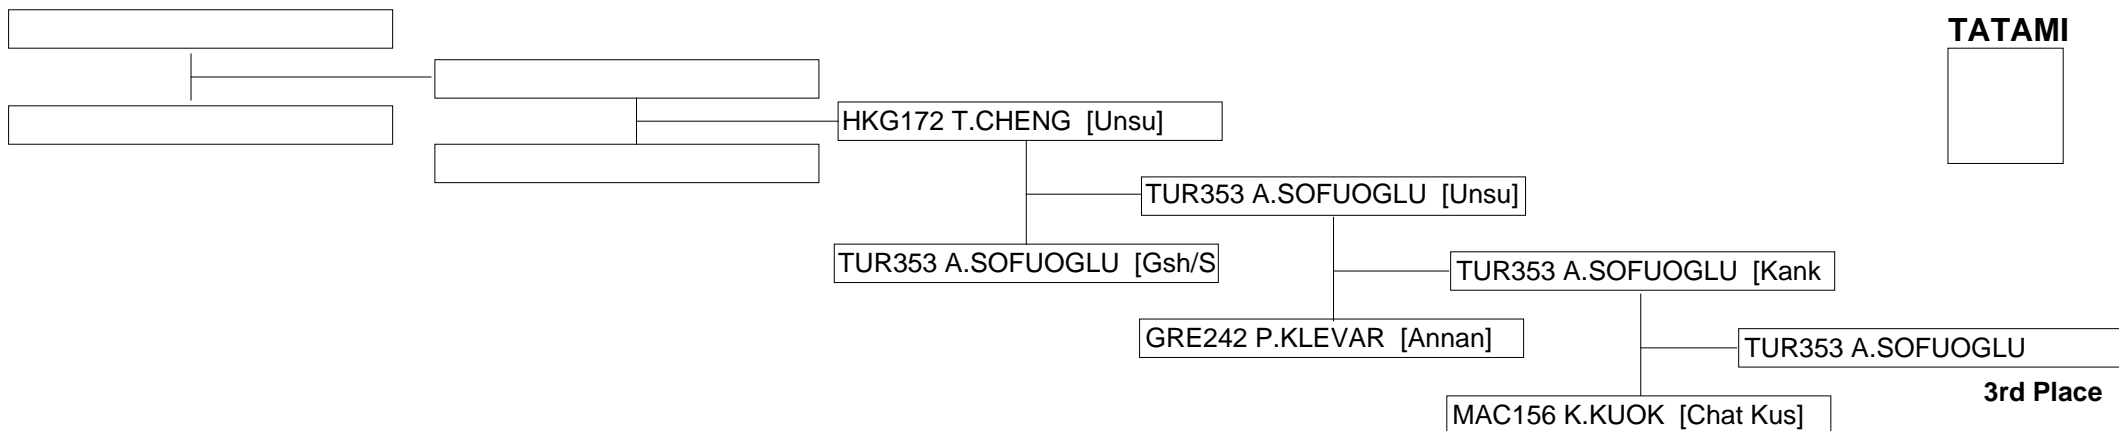 TATAMI
HKG172 T.CHENG [Unsu]
TUR353 A.SOFUOGLU [Unsu]
TUR353 A.SOFUOGLU [Gsh/S
TUR353 A.SOFUOGLU [Kank
GRE242 P.KLEVAR [Annan]
TUR353 A.SOFUOGLU
3rd Place
MAC156 K.KUOK [Chat Kus]